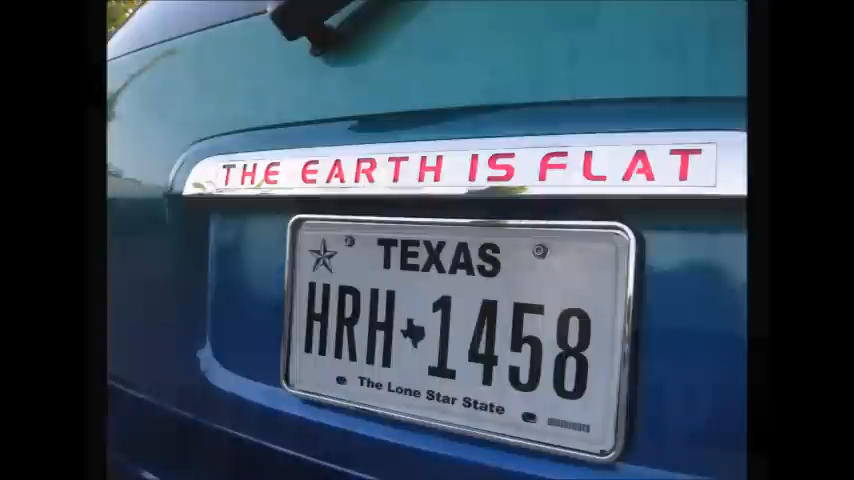 THE EARTH IS FLAT
TEXAS
HRH 1458
The Lone Star State